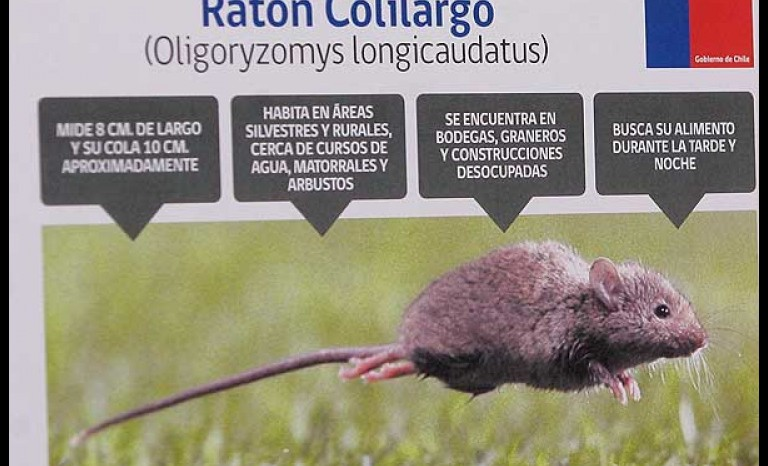 Ratón Colilargo
(Oligoryzomys longicaudatus)
Gobierno de Chile
MIDE 8 CM. DE LARGO
Y SU COLA 10 CM.
APROXIMADAMENTE
HABITA EN ÁREAS
SILVESTRES Y RURALES,
CERCA DE CURSOS DE
AGUA, MATORRALES Y
ARBUSTOS
SE ENCUENTRA EN
BODEGAS, GRANEROS
Y CONSTRUCCIONES
DESOCUPADAS
BUSCA SU ALIMENTO
DURANTE LA TARDE Y
NOCHE